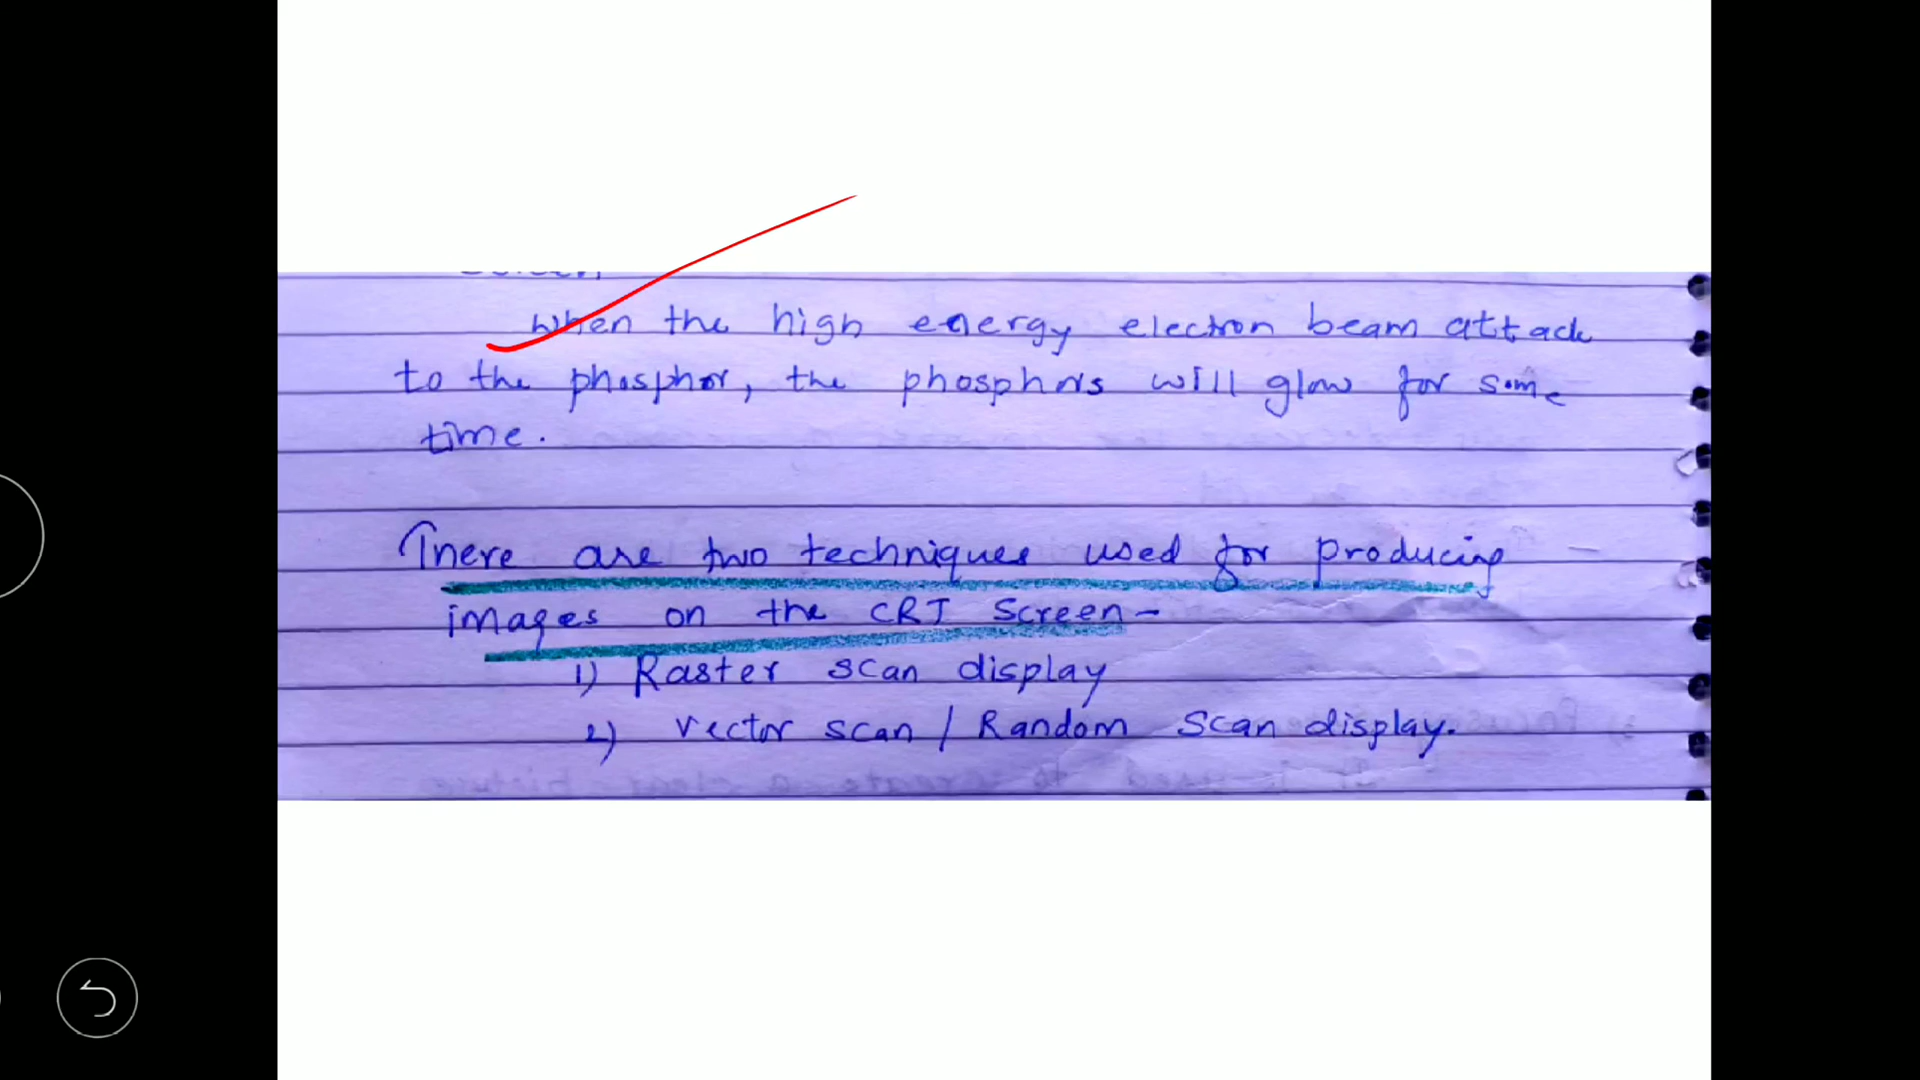 When the high energy electron beam attack
to the phosphor, the phosphors will glow for some
time.
There are two techniques used for producing
images on the CRT Screen-
1) Raster scan display
2) vector scan / Random Scan display.